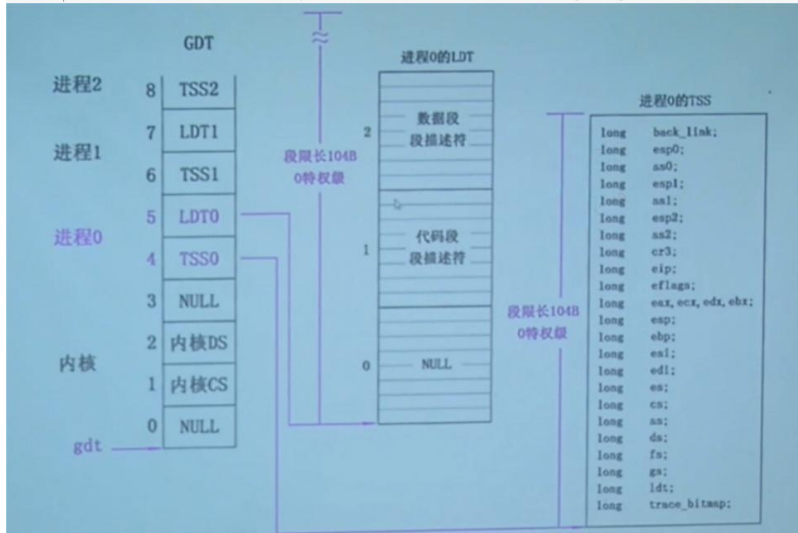 GDT
进程2
8 TSS2
7 LDT1
进程1
6 TSS1
5 LDT0
进程0
4 TSS0
3 NULL
2 内核DS
内核
1 内核CS
0 NULL
gdt
段限长104B
0特权级
进程0的LDT
2
数据段
段描述符
1
代码段
段描述符
0
NULL
段限长104B
0特权级
进程0的TSS
long back_link;
long esp0;
long ss0;
long esp1;
long ss1;
long esp2;
long ss2;
long cr3;
long eip;
long eflags;
long eax,ecx,edx,ebx;
long esp;
long ebp;
long esi;
long edi;
long es;
long cs;
long ss;
long ds;
long fs;
long gs;
long ldt;
long trace_bitmap;